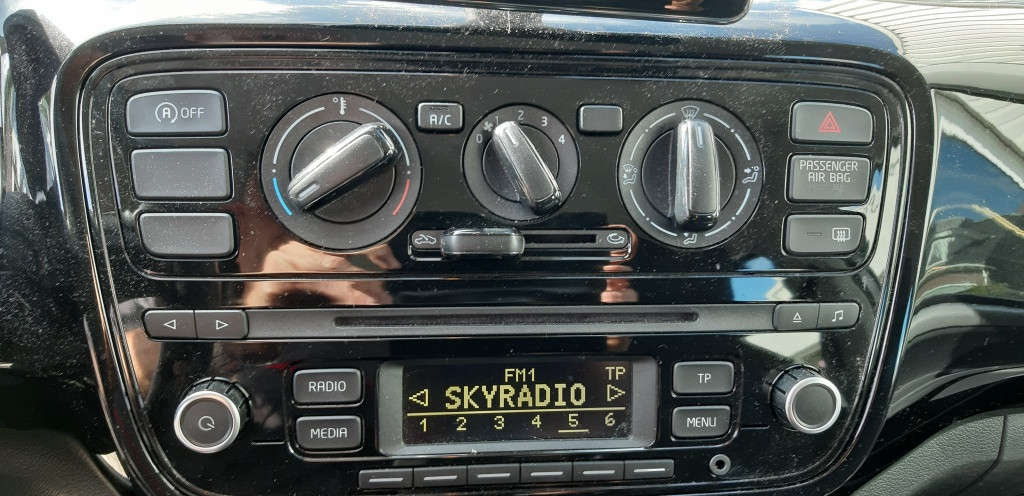 A OFF
A/C
0 1 2 3 4
PASSENGER
AIR BAG
RADIO
MEDIA
FM1 TP
SKYRADIO
1 2 3 4 5 6
TP
MENU